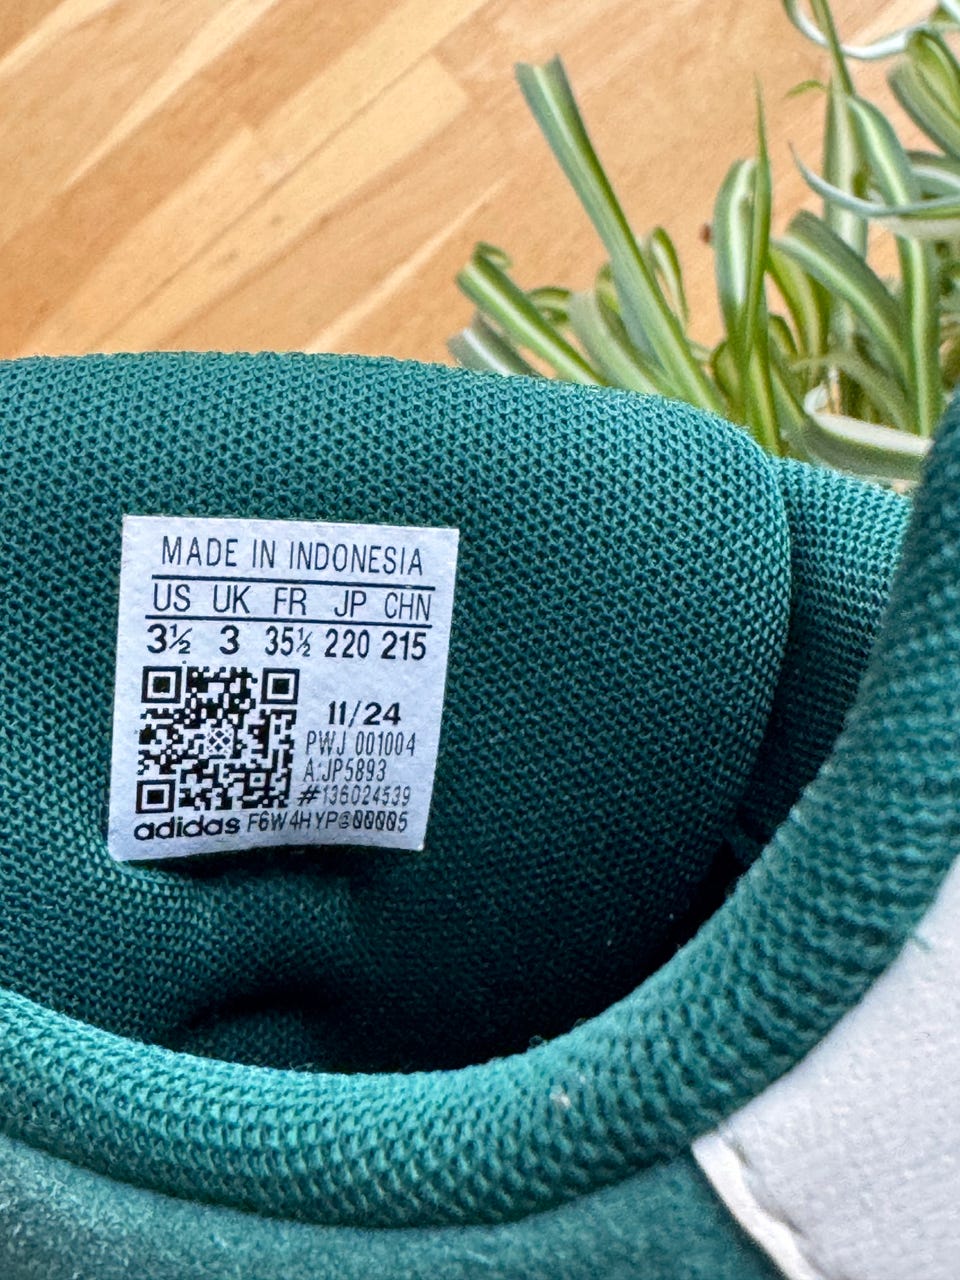 MADE IN INDONESIA
US UK FR JP CHN
3½ 3 35½ 220 215
11/24
PWJ 001004
A:JP5893
#136024539
adidas F6W4HYP@00005